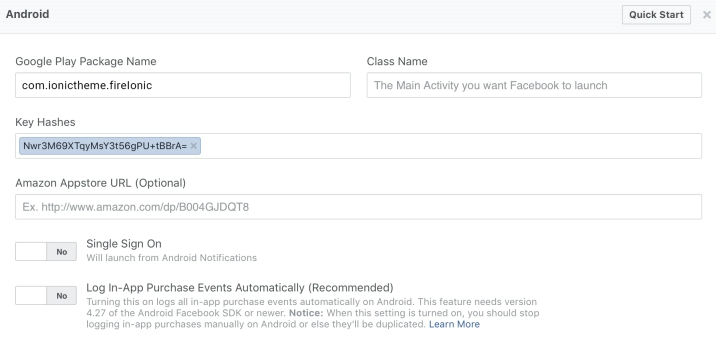 Android
Quick Start
Google Play Package Name
Class Name
com.ionictheme.fireIonic
The Main Activity you want Facebook to launch
Key Hashes
Nwr3M69XTqyMsY3t56gPU+tBBrA=
Amazon Appstore URL (Optional)
Ex. http://www.amazon.com/dp/B004GJDQT8
No
Single Sign On
Will launch from Android Notifications
No
Log In-App Purchase Events Automatically (Recommended)
Turning this on logs all in-app purchase events automatically on Android. This feature needs version
4.27 of the Android Facebook SDK or newer. Notice: When this setting is turned on, you should stop
logging in-app purchases manually on Android or else they'll be duplicated. Learn More